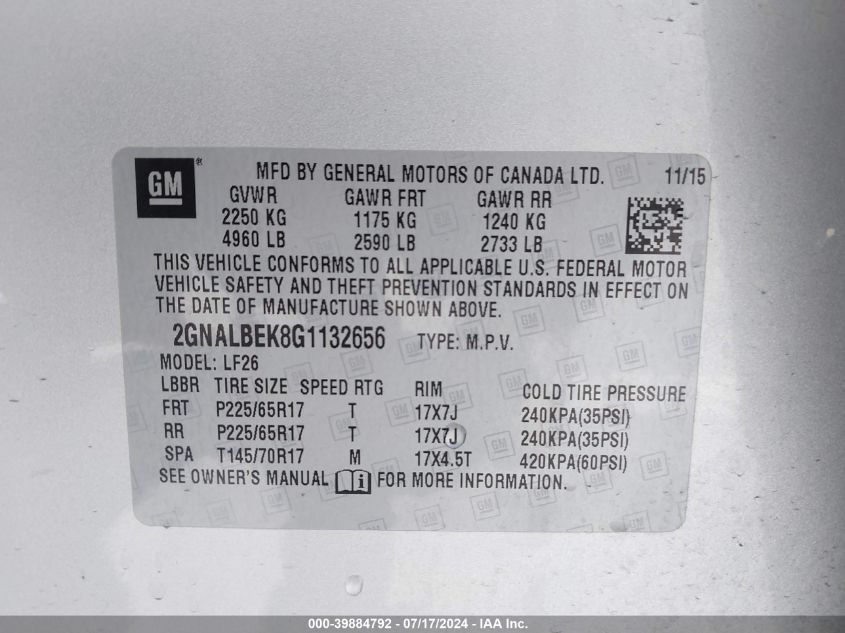 GM® MFD BY GENERAL MOTORS OF CANADA LTD. 11/15
GVWR GAWR FRT GAWR RR
2250 KG 1175 KG 1240 KG
4960 LB 2590 LB 2733 LB
THIS VEHICLE CONFORMS TO ALL APPLICABLE U.S. FEDERAL MOTOR
VEHICLE SAFETY AND THEFT PREVENTION STANDARDS IN EFFECT ON
THE DATE OF MANUFACTURE SHOWN ABOVE.
2GNALBEK8G1132656 TYPE: M.P.V.
MODEL: LF26
LBBR TIRE SIZE SPEED RTG RIM COLD TIRE PRESSURE
FRT P225/65R17 T 17X7J 240KPA(35PSI)
RR P225/65R17 T 17X7J 240KPA(35PSI)
SPA T145/70R17 M 17X4.5T 420KPA(60PSI)
SEE OWNER'S MANUAL FOR MORE INFORMATION.
000-39884792 - 07/17/2024 - IAA Inc.